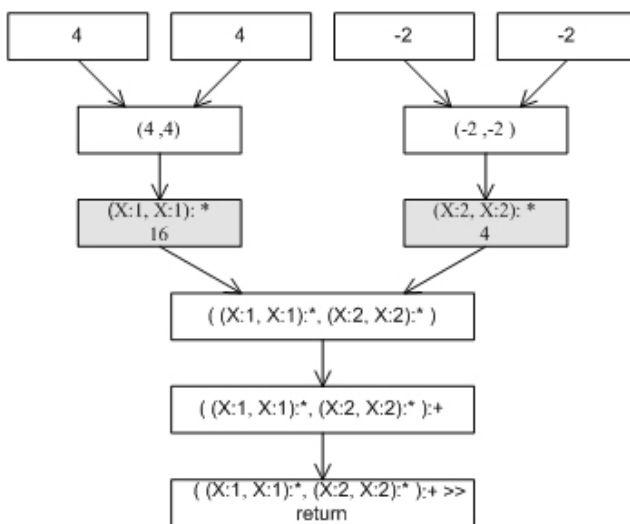 4
4
-2
-2
(4 ,4)
(-2 ,-2 )
(X:1, X:1): *
16
(X:2, X:2): *
4
( (X:1, X:1):*, (X:2, X:2):* )
( (X:1, X:1):*, (X:2, X:2):* ):+
( (X:1, X:1):*, (X:2, X:2):* ):+ >>
return